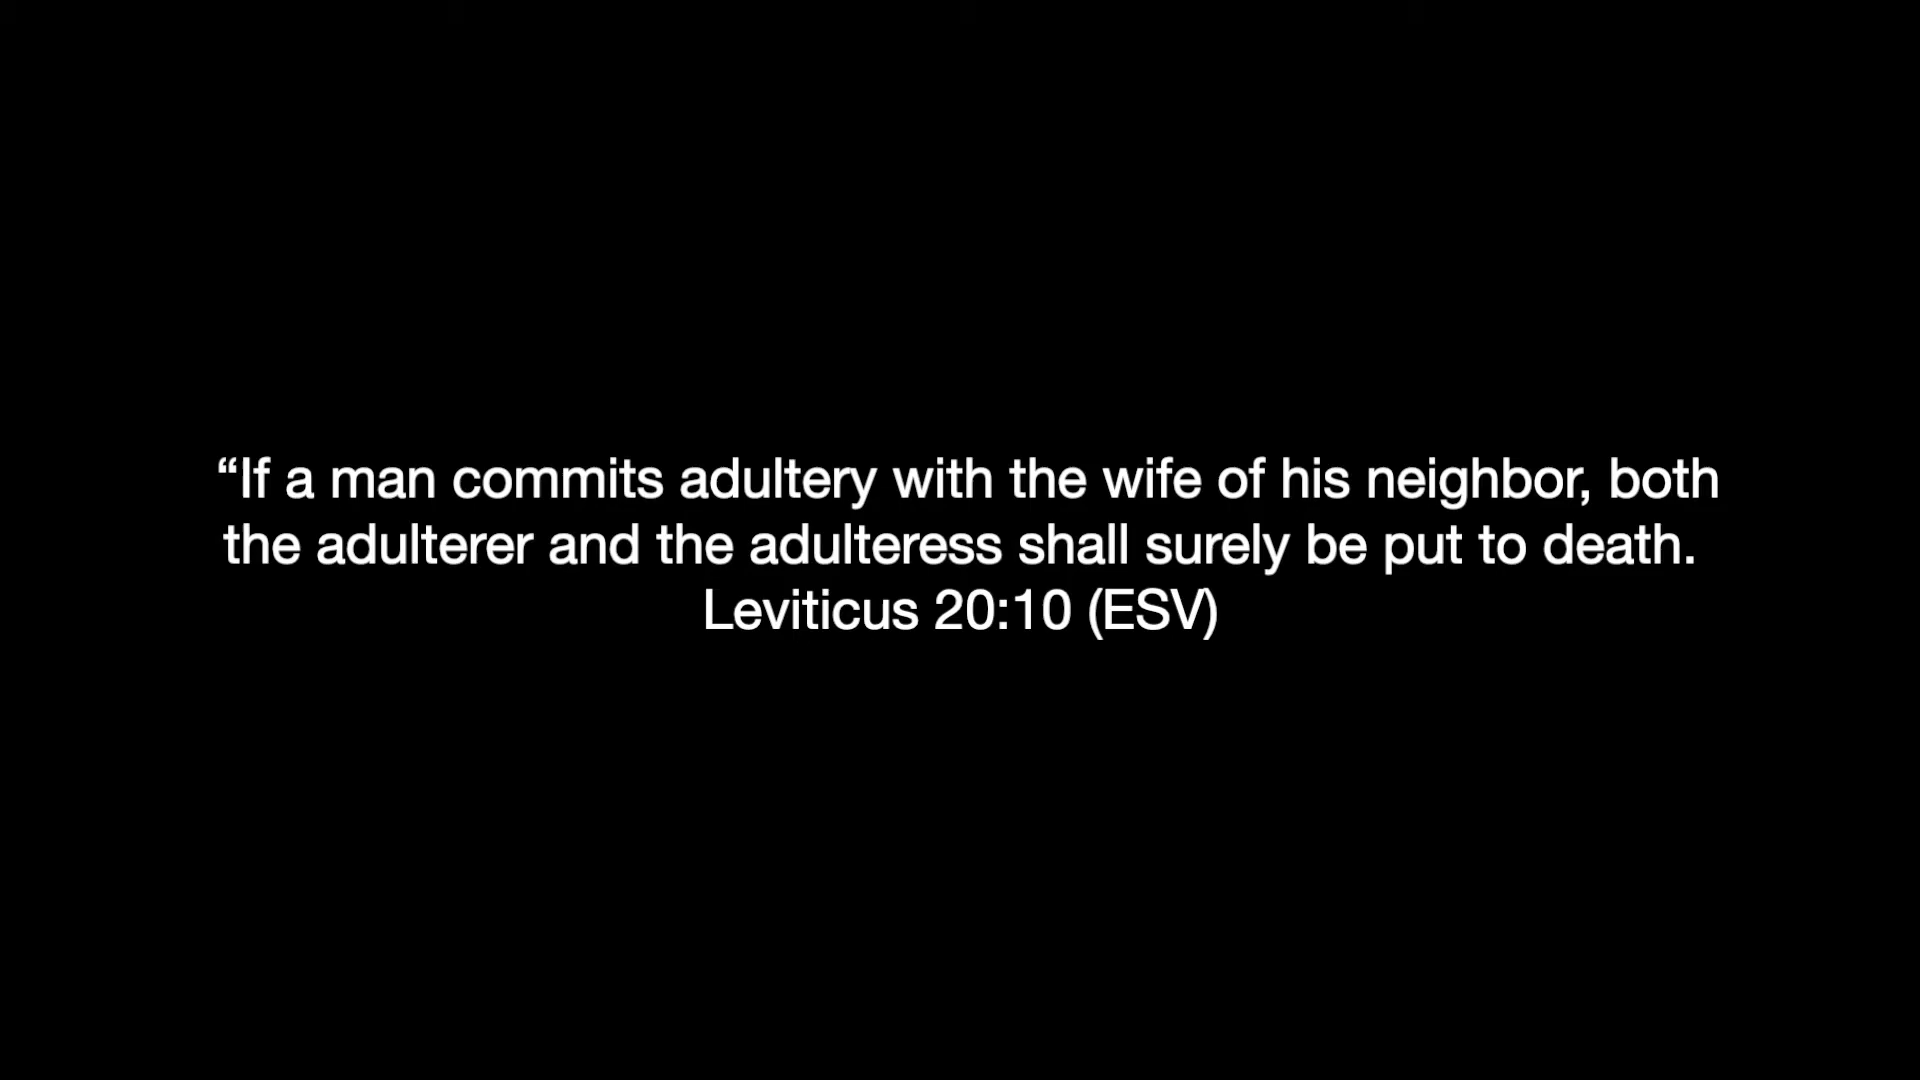 “If a man commits adultery with the wife of his neighbor, both
the adulterer and the adulteress shall surely be put to death.
Leviticus 20:10 (ESV)